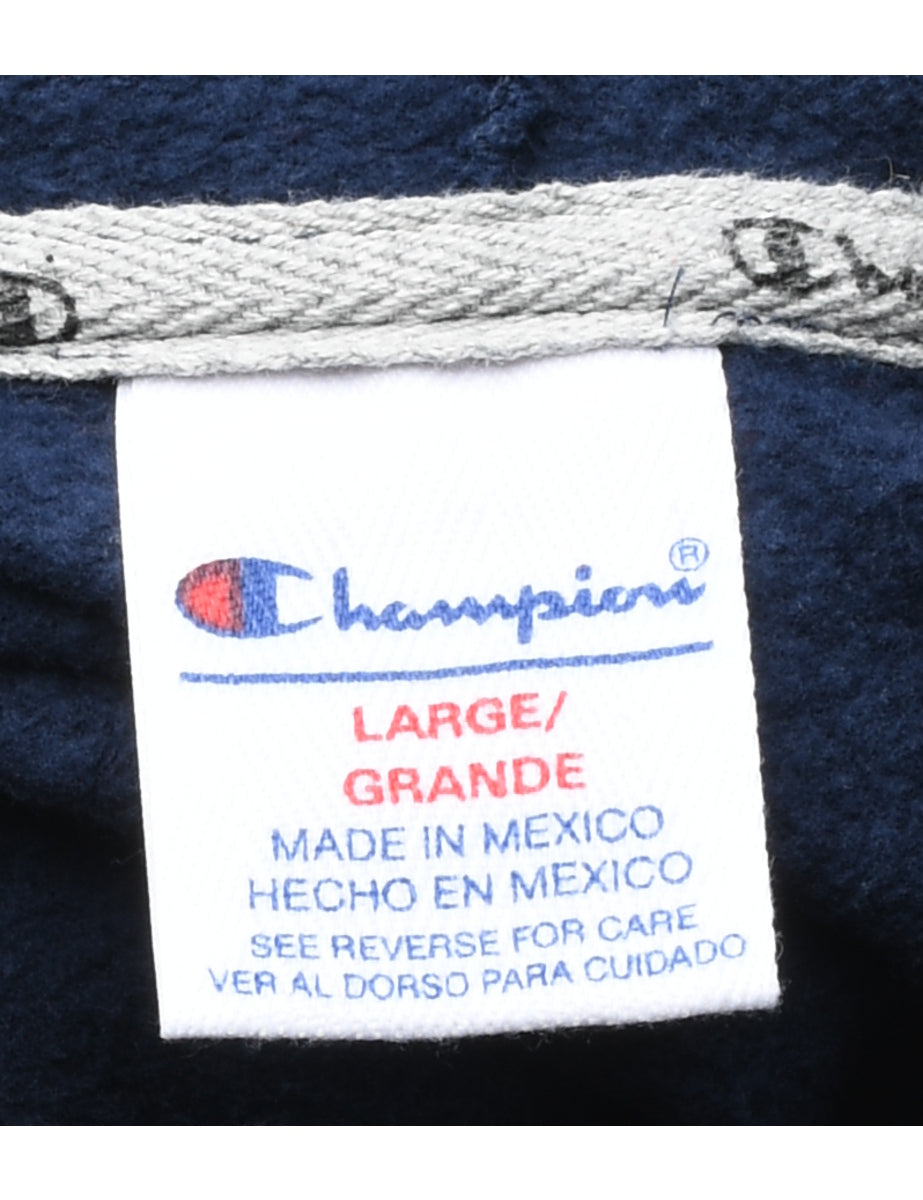 Champion®
LARGE/
GRANDE
MADE IN MEXICO
HECHO EN MEXICO
SEE REVERSE FOR CARE
VER AL DORSO PARA CUIDADO